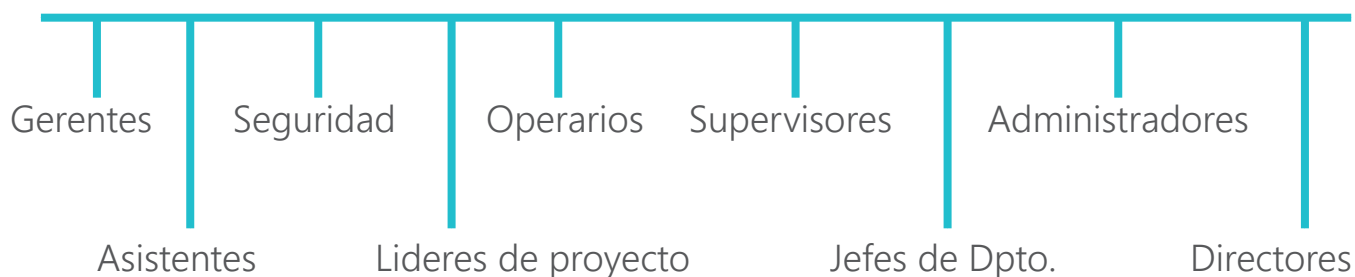 Gerentes Seguridad Operarios Supervisores Administradores
Asistentes Lideres de proyecto Jefes de Dpto. Directores